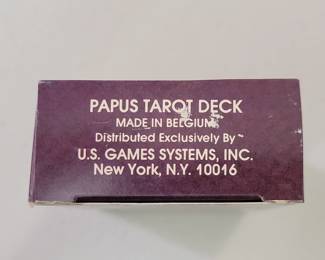 PAPUS TAROT DECK
MADE IN BELGIUM
Distributed Exclusively By
U.S. GAMES SYSTEMS, INC.
New York, N.Y. 10016